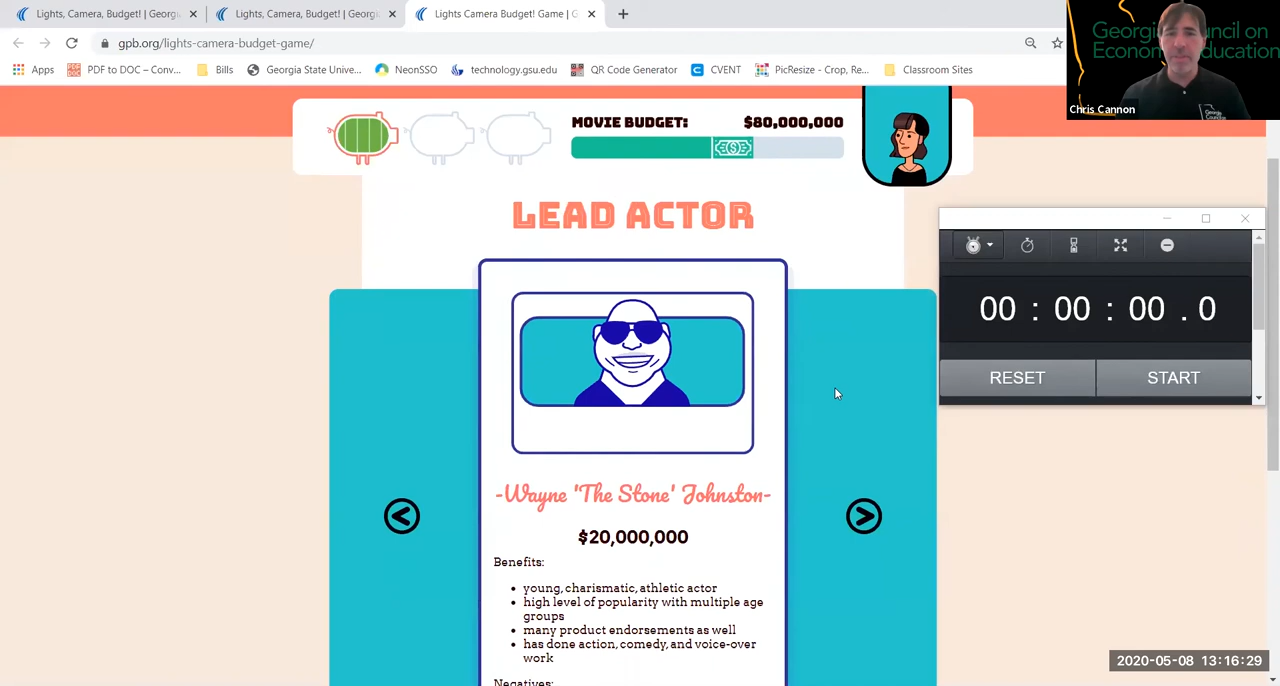 Lights, Camera, Budget! | Georgi
Lights, Camera, Budget! | Georgi
Lights Camera Budget! Game | G
gpb.org/lights-camera-budget-game/
Apps
PDF to DOC – Conv...
Bills
Georgia State Unive...
NeonSSO
technology.gsu.edu
QR Code Generator
CVENT
PicResize - Crop, Re...
Classroom Sites
Georgia Council on
Economic Education
Chris Cannon
MOVIE BUDGET: $80,000,000
LEAD ACTOR
00 : 00 : 00 . 0
RESET START
-Wayne 'The Stone' Johnston-
$20,000,000
Benefits:
• young, charismatic, athletic actor
• high level of popularity with multiple age
groups
• many product endorsements as well
• has done action, comedy, and voice-over
work
Negatives:
2020-05-08 13:16:29